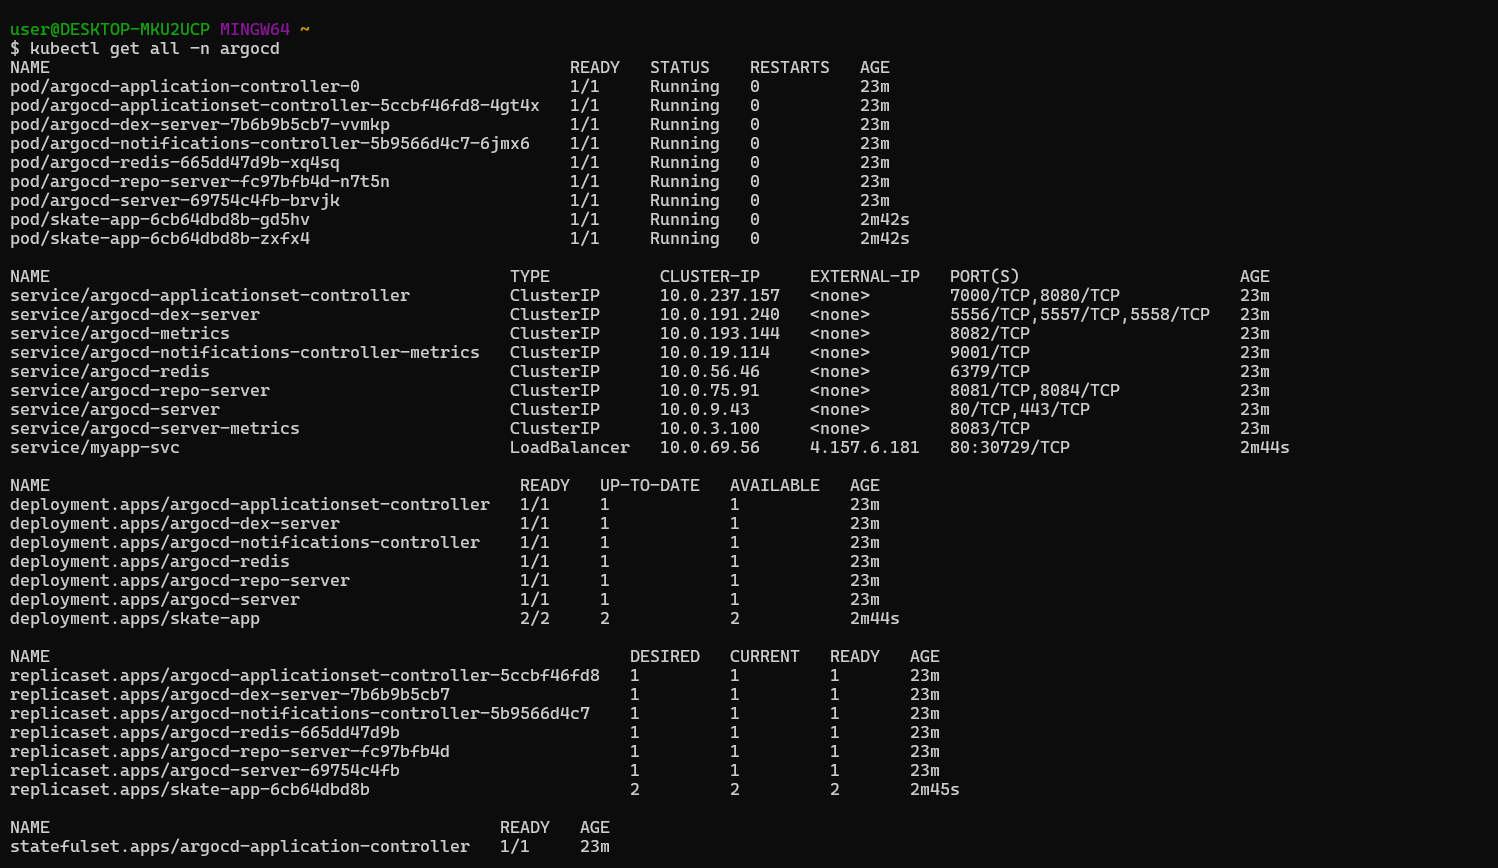 user@DESKTOP-MKU2UCP MINGW64 ~
$ kubectl get all -n argocd
NAME                                                    READY   STATUS    RESTARTS   AGE
pod/argocd-application-controller-0                     1/1     Running   0          23m
pod/argocd-applicationset-controller-5ccbf46fd8-4gt4x   1/1     Running   0          23m
pod/argocd-dex-server-7b6b9b5cb7-vvmkp                  1/1     Running   0          23m
pod/argocd-notifications-controller-5b9566d4c7-6jmx6    1/1     Running   0          23m
pod/argocd-redis-665dd47d9b-xq4sq                       1/1     Running   0          23m
pod/argocd-repo-server-fc97bfb4d-n7t5n                  1/1     Running   0          23m
pod/argocd-server-69754c4fb-brvjk                       1/1     Running   0          23m
pod/skate-app-6cb64dbd8b-gd5hv                          1/1     Running   0          2m42s
pod/skate-app-6cb64dbd8b-zxfx4                          1/1     Running   0          2m42s
NAME                                              TYPE           CLUSTER-IP     EXTERNAL-IP   PORT(S)                      AGE
service/argocd-applicationset-controller          ClusterIP      10.0.237.157   <none>        7000/TCP,8080/TCP            23m
service/argocd-dex-server                         ClusterIP      10.0.191.240   <none>        5556/TCP,5557/TCP,5558/TCP   23m
service/argocd-metrics                            ClusterIP      10.0.193.144   <none>        8082/TCP                     23m
service/argocd-notifications-controller-metrics   ClusterIP      10.0.19.114    <none>        9001/TCP                     23m
service/argocd-redis                              ClusterIP      10.0.56.46     <none>        6379/TCP                     23m
service/argocd-repo-server                        ClusterIP      10.0.75.91     <none>        8081/TCP,8084/TCP            23m
service/argocd-server                             ClusterIP      10.0.9.43      <none>        80/TCP,443/TCP               23m
service/argocd-server-metrics                     ClusterIP      10.0.3.100     <none>        8083/TCP                     23m
service/myapp-svc                                 LoadBalancer   10.0.69.56     4.157.6.181   80:30729/TCP                 2m44s
NAME                                               READY   UP-TO-DATE   AVAILABLE   AGE
deployment.apps/argocd-applicationset-controller   1/1     1            1           23m
deployment.apps/argocd-dex-server                  1/1     1            1           23m
deployment.apps/argocd-notifications-controller    1/1     1            1           23m
deployment.apps/argocd-redis                       1/1     1            1           23m
deployment.apps/argocd-repo-server                 1/1     1            1           23m
deployment.apps/argocd-server                      1/1     1            1           23m
deployment.apps/skate-app                          2/2     2            2           2m44s
NAME                                                          DESIRED   CURRENT   READY   AGE
replicaset.apps/argocd-applicationset-controller-5ccbf46fd8   1         1         1       23m
replicaset.apps/argocd-dex-server-7b6b9b5cb7                  1         1         1       23m
replicaset.apps/argocd-notifications-controller-5b9566d4c7    1         1         1       23m
replicaset.apps/argocd-redis-665dd47d9b                       1         1         1       23m
replicaset.apps/argocd-repo-server-fc97bfb4d                  1         1         1       23m
replicaset.apps/argocd-server-69754c4fb                       1         1         1       23m
replicaset.apps/skate-app-6cb64dbd8b                          2         2         2       2m45s
NAME                                             READY   AGE
statefulset.apps/argocd-application-controller   1/1     23m